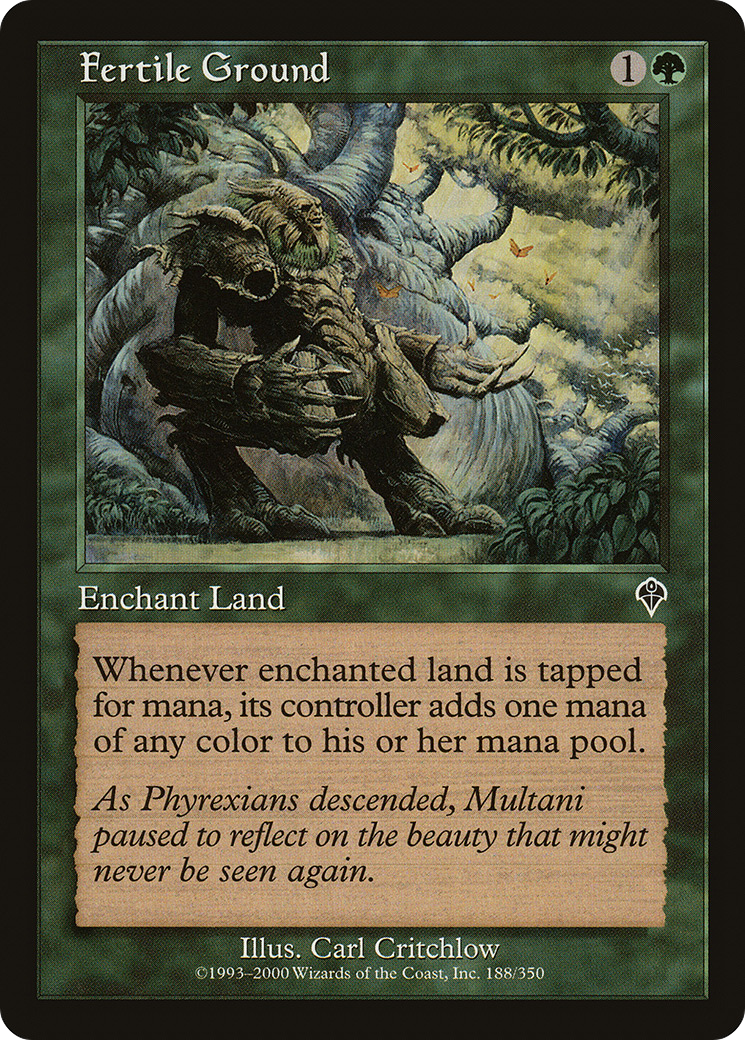 Fertile Ground 1
Enchant Land
Whenever enchanted land is tapped
for mana, its controller adds one mana
of any color to his or her mana pool.
As Phyrexians descended, Multani
paused to reflect on the beauty that might
never be seen again.
Illus. Carl Critchlow
©1993–2000 Wizards of the Coast, Inc. 188/350